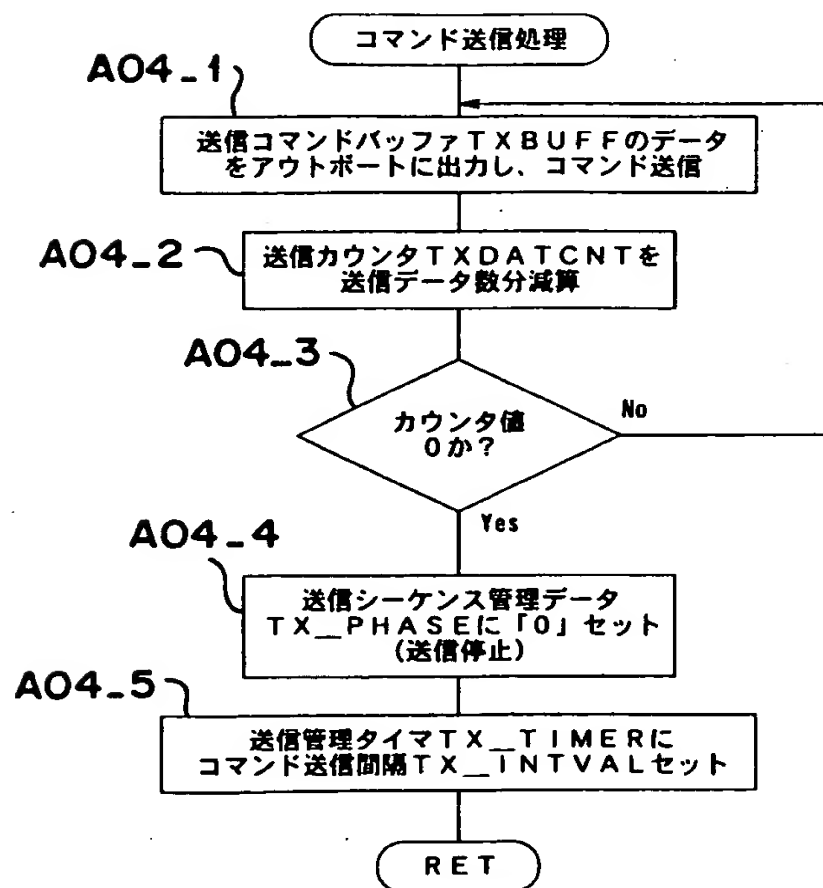 コマンド送信処理
A04_1
送信コマンドバッファTXBUFFのデータ
をアウトポートに出力し、コマンド送信
A04_2
送信カウンタTXDATCNTを
送信データ数分減算
A04_3
カウンタ値
0か?
No
Yes
A04_4
送信シーケンス管理データ
TX__PHASEに「0」セット
(送信停止)
A04_5
送信管理タイマTX__TIMERに
コマンド送信間隔TX__INTVALセット
RET